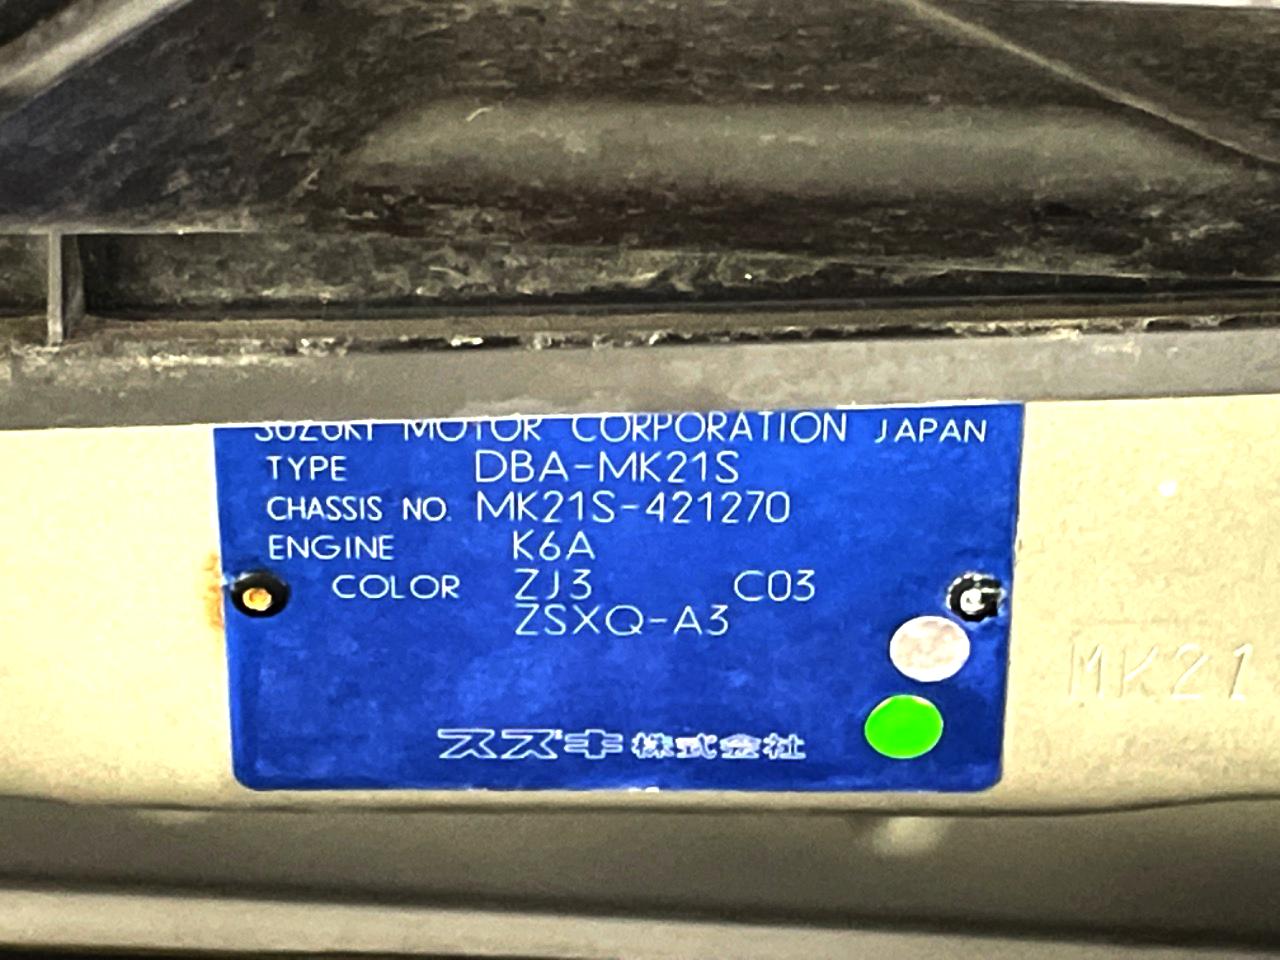 SUZUKI MOTOR CORPORATION JAPAN
TYPE DBA-MK21S
CHASSIS NO. MK21S-421270
ENGINE K6A
COLOR ZJ3 C03
ZSXQ-A3
MK21
スズキ株式会社